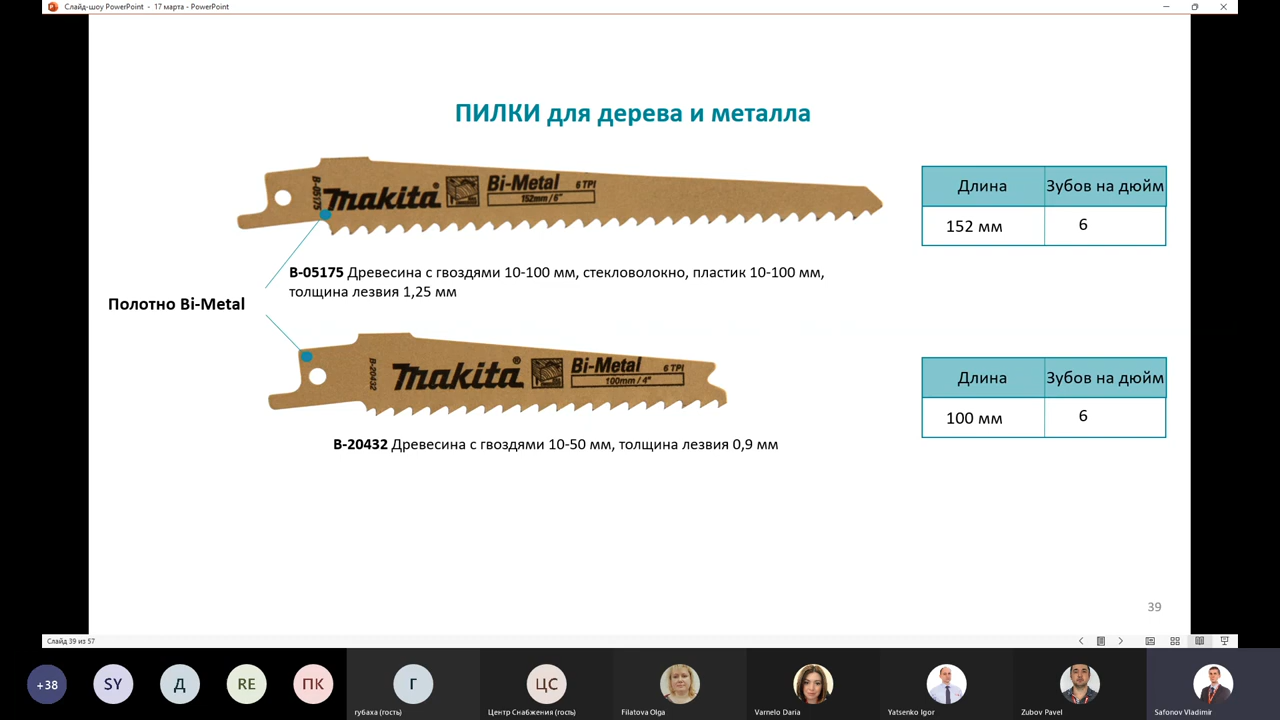 Слайд-шоу PowerPoint - 17 марта - PowerPoint
ПИЛКИ для дерева и металла
B-05175
makita®
Bi-Metal
6 TPI
152mm / 6"
Длина Зубов на дюйм
152 мм 6
B-05175 Древесина с гвоздями 10-100 мм, стекловолокно, пластик 10-100 мм,
толщина лезвия 1,25 мм
Полотно Bi-Metal
B-20432
makita®
Bi-Metal
6 TPI
100mm / 4"
Длина Зубов на дюйм
100 мм 6
B-20432 Древесина с гвоздями 10-50 мм, толщина лезвия 0,9 мм
39
Слайд 39 из 57
+38
SY
Д
RE
ПК
Г
ЦС
губаха (гость)
Центр Снабжения (гость)
Filatova Olga
Varnelo Daria
Yatsenko Igor
Zubov Pavel
Safonov Vladimir